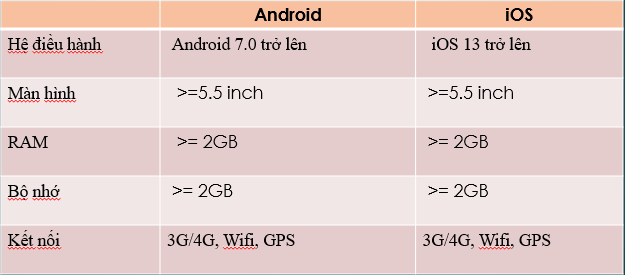 Android iOS
Hệ điều hành Android 7.0 trở lên iOS 13 trở lên
Màn hình >=5.5 inch >=5.5 inch
RAM >= 2GB >= 2GB
Bộ nhớ >= 2GB >= 2GB
Kết nối 3G/4G, Wifi, GPS 3G/4G, Wifi, GPS